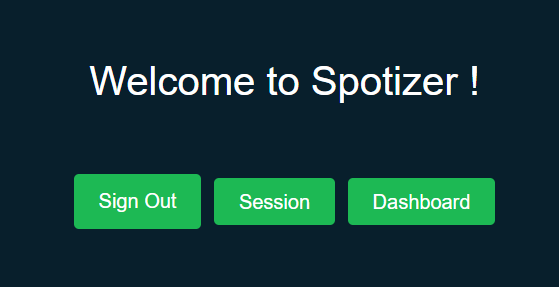 Welcome to Spotizer !
Sign Out Session Dashboard